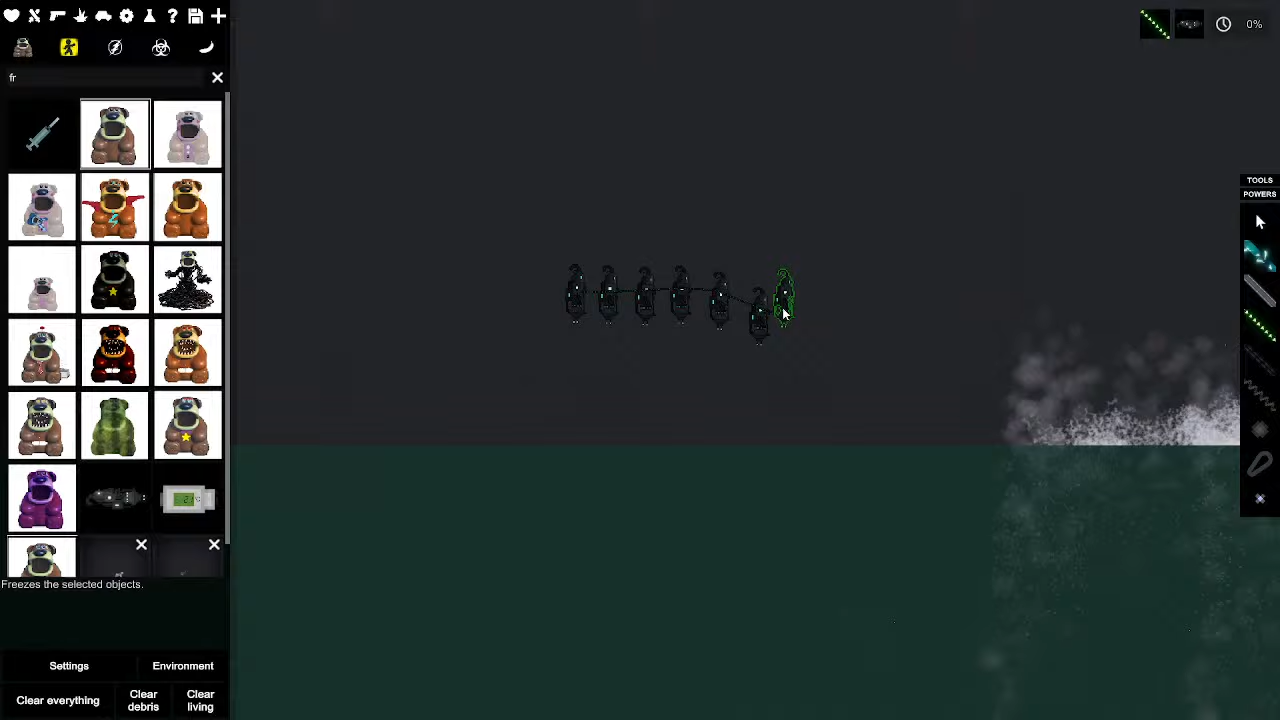 0%
fr
TOOLS
POWERS
Freezes the selected objects.
Settings
Environment
Clear everything
Clear debris
Clear living